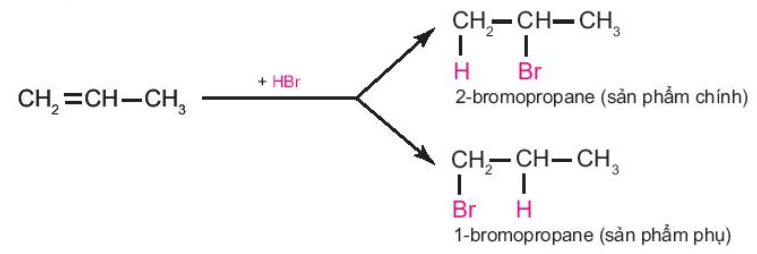 CH₂—CH—CH₃
H Br
2-bromopropane (sản phẩm chính)
+ HBr
CH₂=CH—CH₃
CH₂—CH—CH₃
Br H
1-bromopropane (sản phẩm phụ)